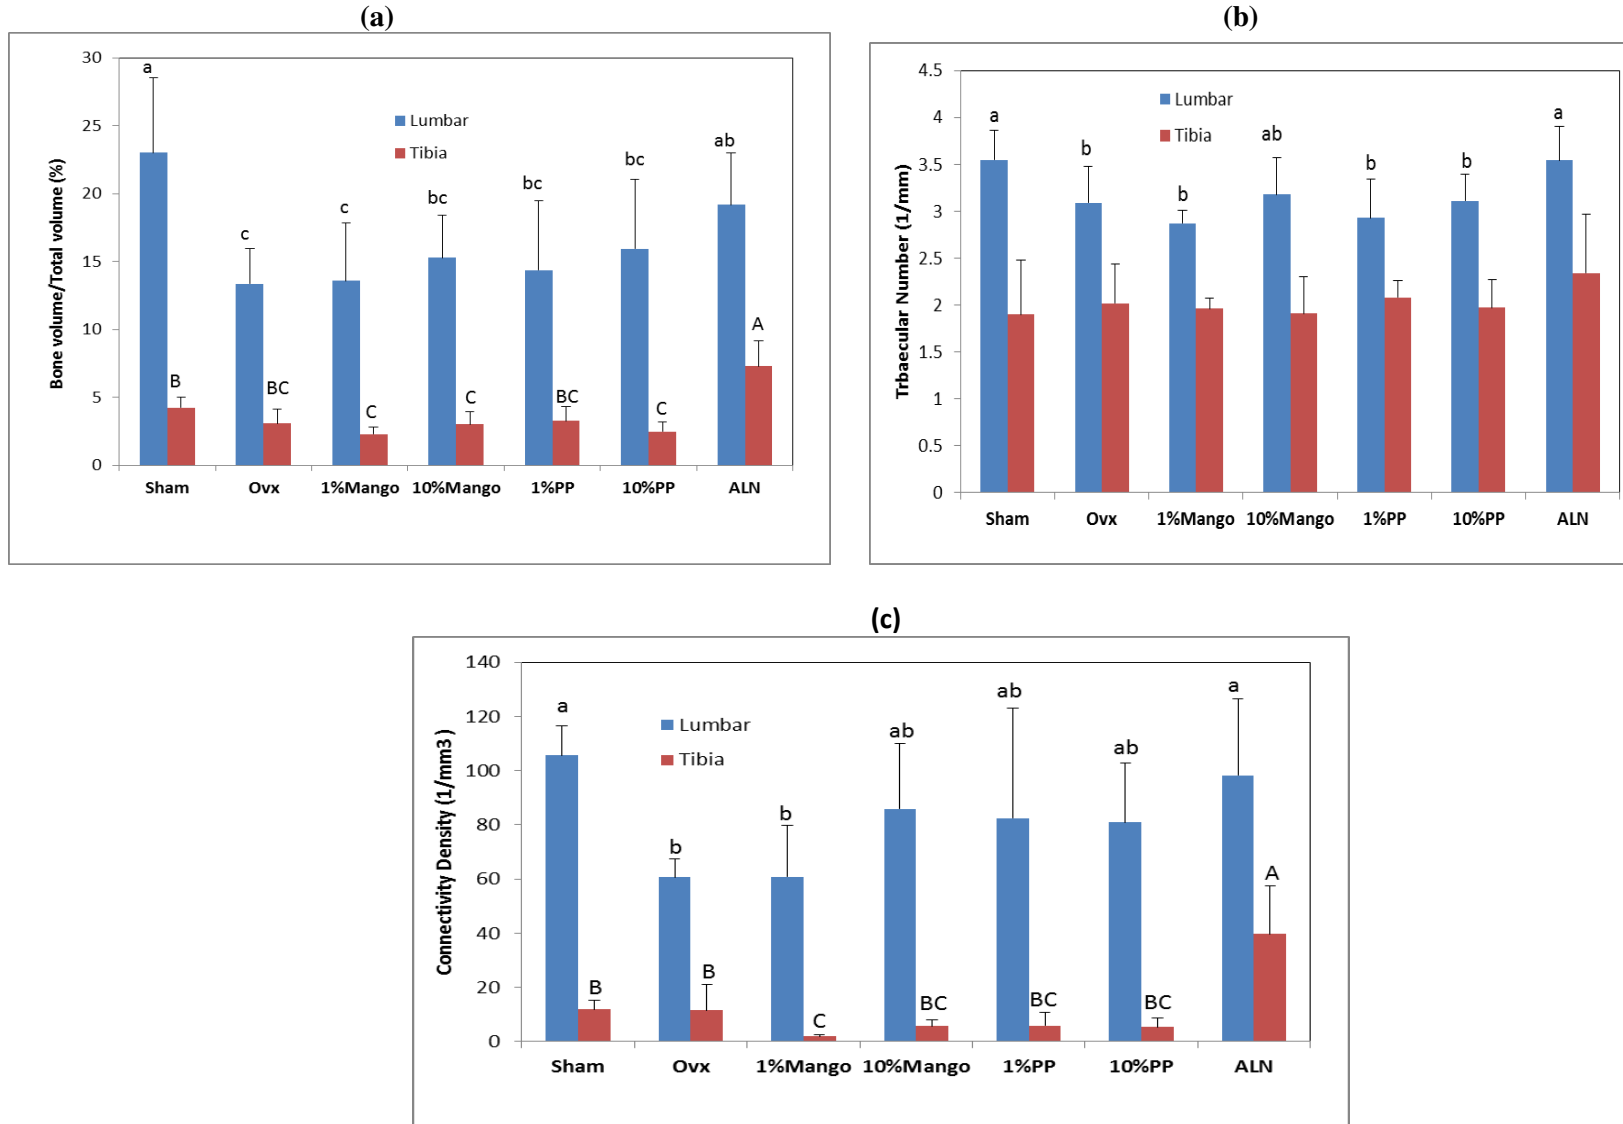 (a)
30
25
20
15
10
5
0
Bone volume/Total volume (%)
Lumbar
Tibia
a
B
c
BC
c
C
bc
C
bc
BC
bc
C
ab
A
Sham Ovx 1%Mango 10%Mango 1%PP 10%PP ALN
(b)
4.5
4
3.5
3
2.5
2
1.5
1
0.5
0
Trbaecular Number (1/mm)
Lumbar
Tibia
a
b
b
ab
b
b
a
Sham Ovx 1%Mango 10%Mango 1%PP 10%PP ALN
(c)
140
120
100
80
60
40
20
0
Connectivity Density (1/mm3 )
Lumbar
Tibia
a
B
b
B
b
C
ab
BC
ab
BC
ab
BC
a
A
Sham Ovx 1%Mango 10%Mango 1%PP 10%PP ALN